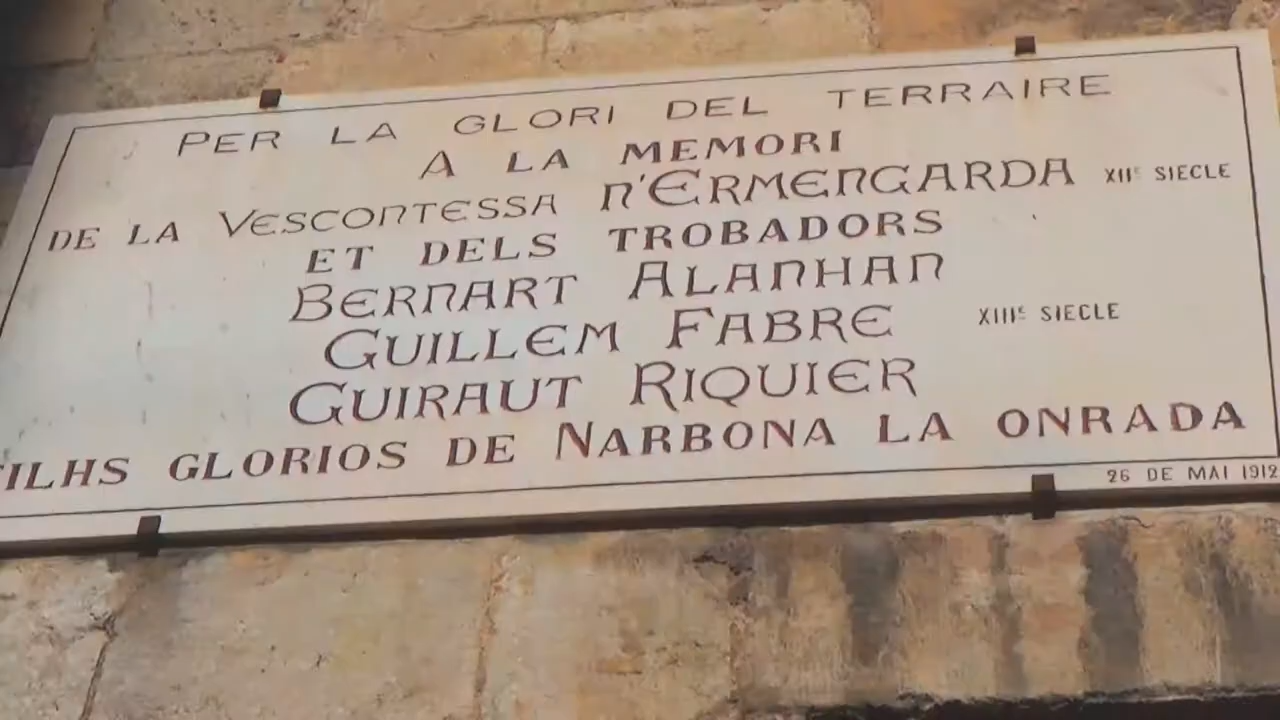 PER LA GLORI DEL TERRAIRE
A LA MEMORI
DE LA VESCONTESSA N'ERMENGARDA XIIᴱ SIECLE
ET DELS TROBADORS
BERNART ALANHAN
GUILLEM FABRE XIIIᴱ SIECLE
GUIRAUT RIQUIER
FILHS GLORIOS DE NARBONA LA ONRADA
26 DE MAI 1912